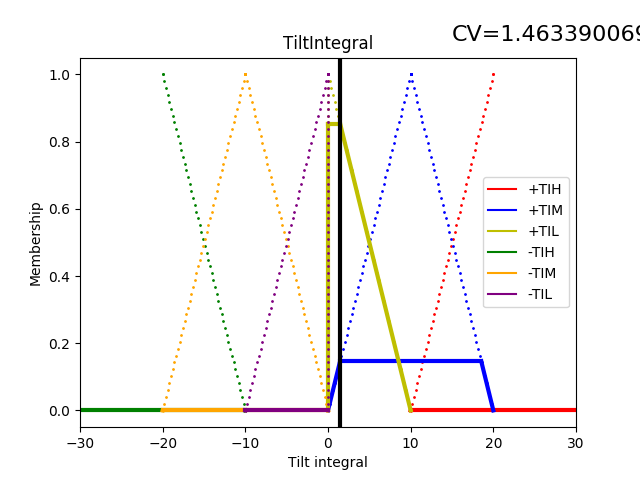 CV=1.463390069
TiltIntegral
1.0
0.8
0.6
0.4
0.2
0.0
Membership
+TIH
+TIM
+TIL
-TIH
-TIM
-TIL
−30
−20
−10
0
10
20
30
Tilt integral